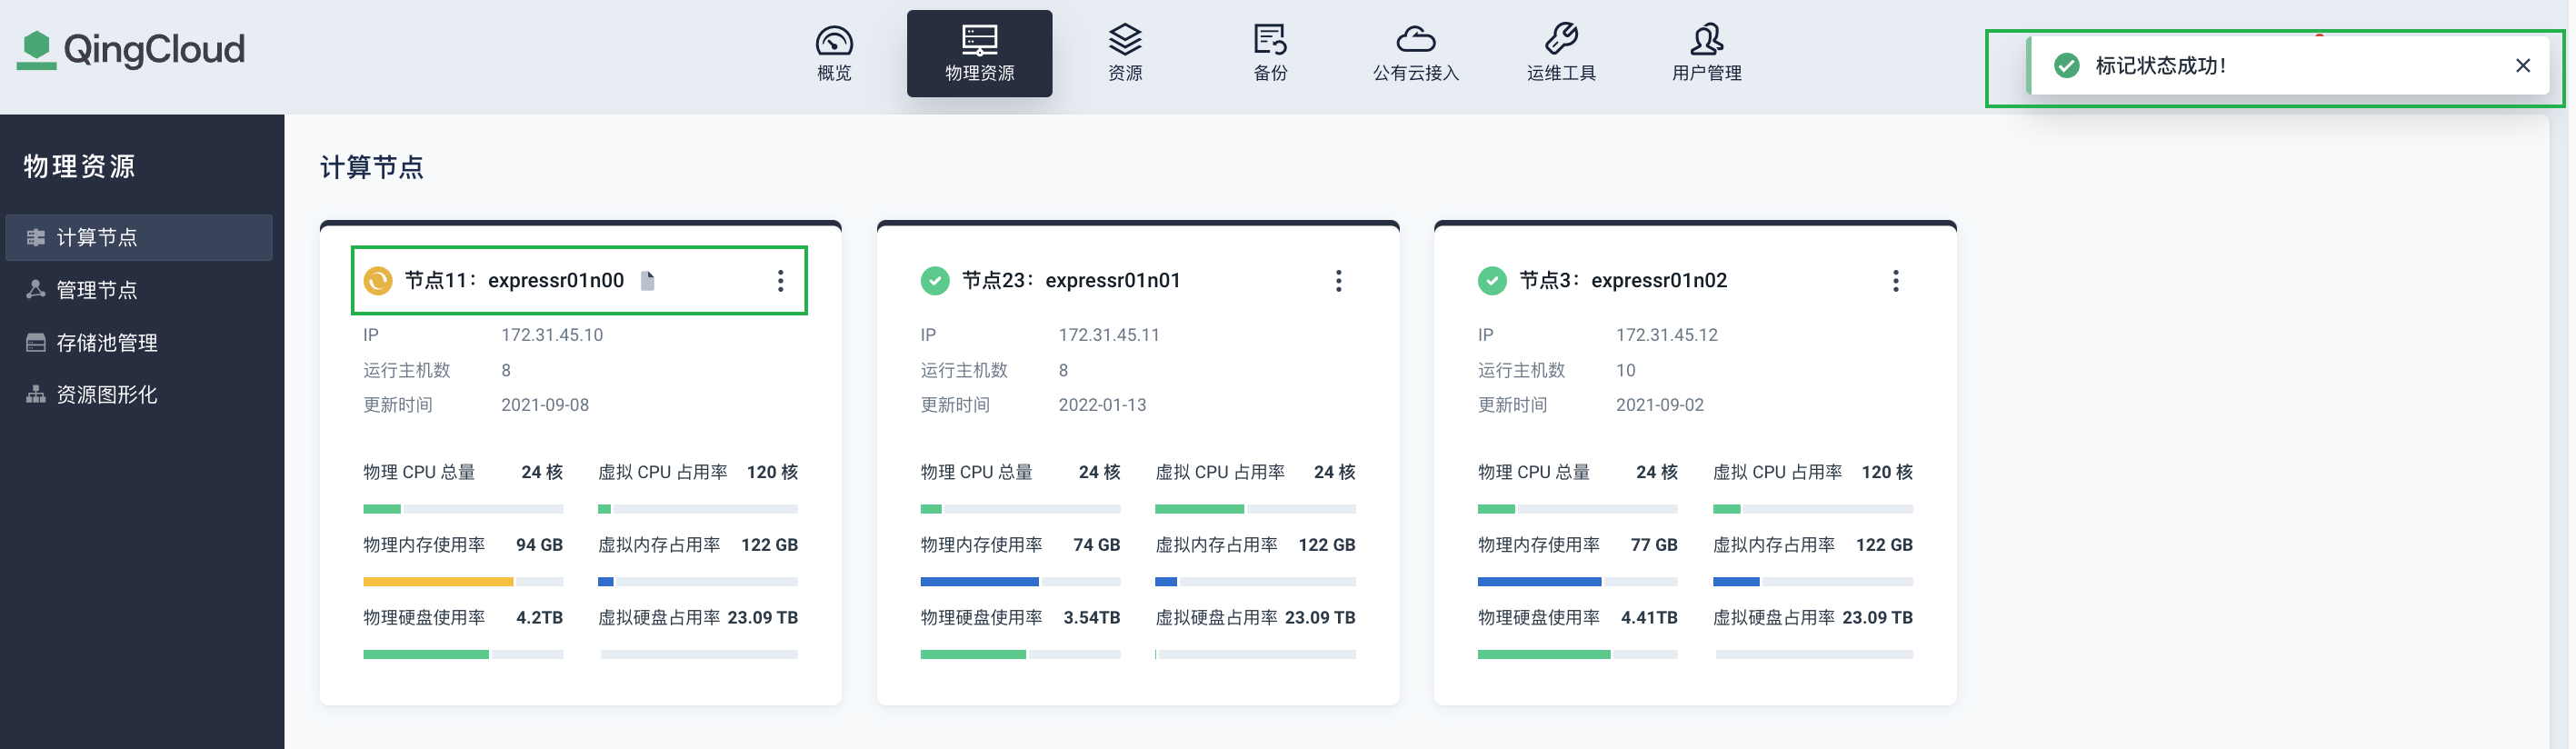 QingCloud
概览
物理资源
资源
备份
公有云接入
运维工具
用户管理
标记状态成功！
物理资源
计算节点
管理节点
存储池管理
资源图形化
计算节点
节点11：expressr01n00
IP 172.31.45.10
运行主机数 8
更新时间 2021-09-08
物理 CPU 总量 24 核 虚拟 CPU 占用率 120 核
物理内存使用率 94 GB 虚拟内存占用率 122 GB
物理硬盘使用率 4.2TB 虚拟硬盘占用率 23.09 TB
节点23：expressr01n01
IP 172.31.45.11
运行主机数 8
更新时间 2022-01-13
物理 CPU 总量 24 核 虚拟 CPU 占用率 24 核
物理内存使用率 74 GB 虚拟内存占用率 122 GB
物理硬盘使用率 3.54TB 虚拟硬盘占用率 23.09 TB
节点3：expressr01n02
IP 172.31.45.12
运行主机数 10
更新时间 2021-09-02
物理 CPU 总量 24 核 虚拟 CPU 占用率 120 核
物理内存使用率 77 GB 虚拟内存占用率 122 GB
物理硬盘使用率 4.41TB 虚拟硬盘占用率 23.09 TB